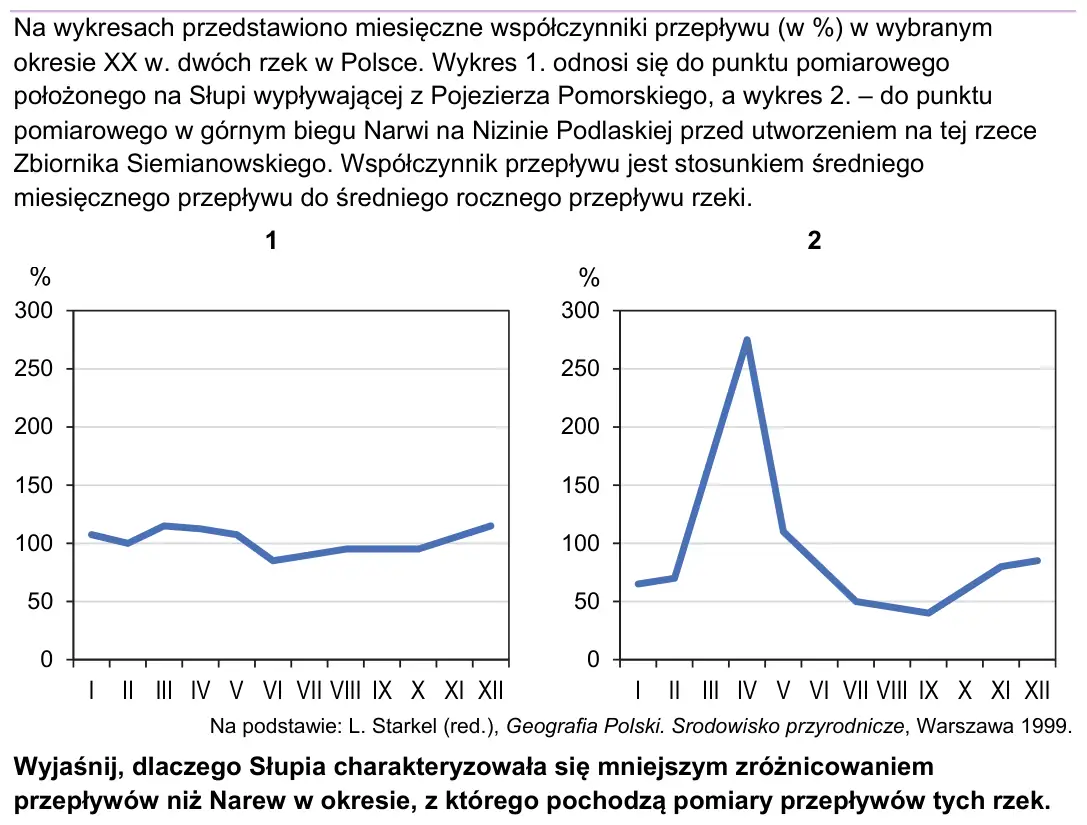 Na wykresach przedstawiono miesięczne współczynniki przepływu (w %) w wybranym
okresie XX w. dwóch rzek w Polsce. Wykres 1. odnosi się do punktu pomiarowego
położonego na Słupi wypływającej z Pojezierza Pomorskiego, a wykres 2. – do punktu
pomiarowego w górnym biegu Narwi na Nizinie Podlaskiej przed utworzeniem na tej rzece
Zbiornika Siemianowskiego. Współczynnik przepływu jest stosunkiem średniego
miesięcznego przepływu do średniego rocznego przepływu rzeki.
1
%
300
250
200
150
100
50
0
I II III IV V VI VII VIII IX X XI XII
2
%
300
250
200
150
100
50
0
I II III IV V VI VII VIII IX X XI XII
Na podstawie: L. Starkel (red.), Geografia Polski. Srodowisko przyrodnicze, Warszawa 1999.
Wyjaśnij, dlaczego Słupia charakteryzowała się mniejszym zróżnicowaniem
przepływów niż Narew w okresie, z którego pochodzą pomiary przepływów tych rzek.